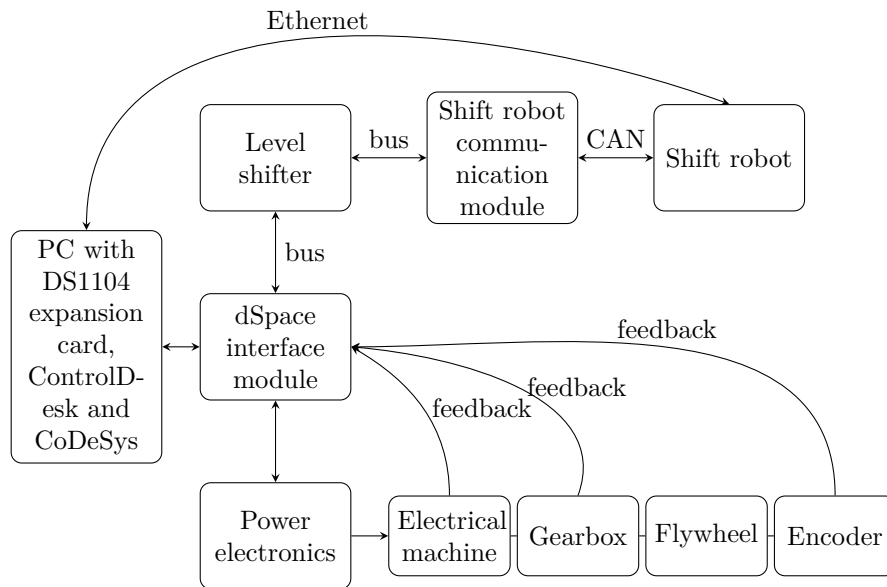 Ethernet
Level
shifter
bus
Shift robot
commu-
nication
module
CAN
Shift robot
bus
PC with
DS1104
expansion
card,
ControlD-
esk and
CoDeSys
dSpace
interface
module
feedback
feedback
feedback
Power
electronics
Electrical
machine
Gearbox
Flywheel
Encoder